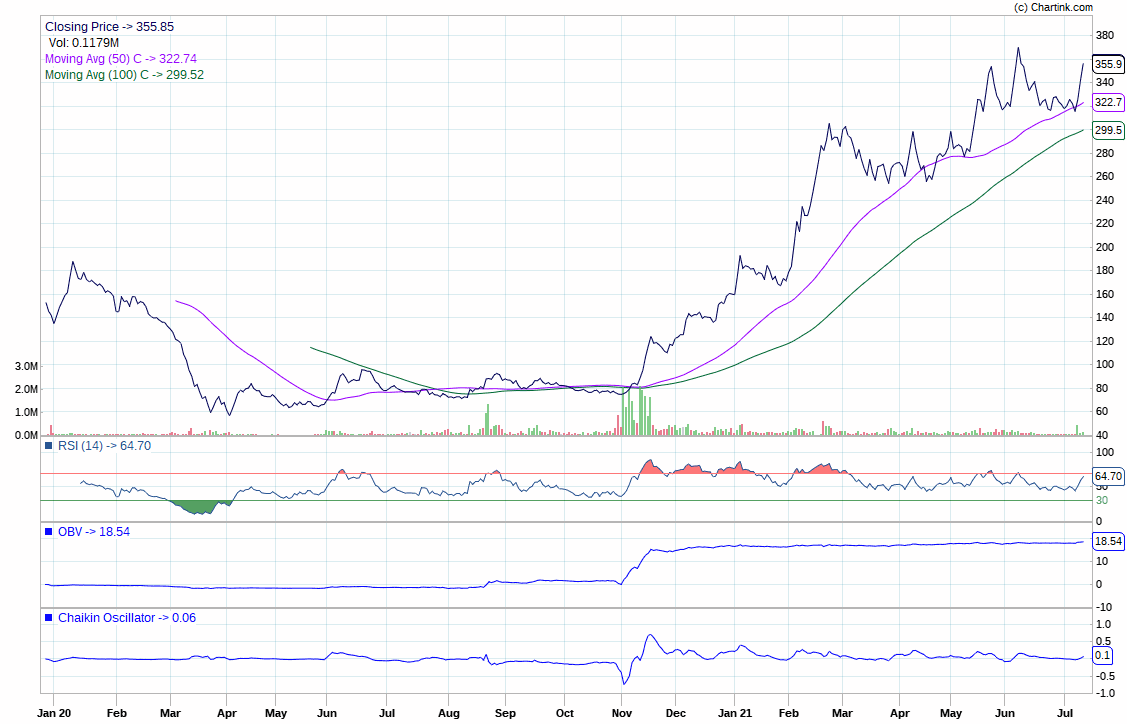 (c) Chartink.com
Closing Price -> 355.85
Vol: 0.1179M
Moving Avg (50) C -> 322.74
Moving Avg (100) C -> 299.52
380
355.9
340
322.7
299.5
280
260
240
220
200
180
160
140
120
100
80
60
40
3.0M
2.0M
1.0M
0.0M
RSI (14) -> 64.70
100
64.70
50
30
0
OBV -> 18.54
18.54
10
0
-10
Chaikin Oscillator -> 0.06
1.0
0.5
0.1
-0.5
-1.0
Jan 20 Feb Mar Apr May Jun Jul Aug Sep Oct Nov Dec Jan 21 Feb Mar Apr May Jun Jul